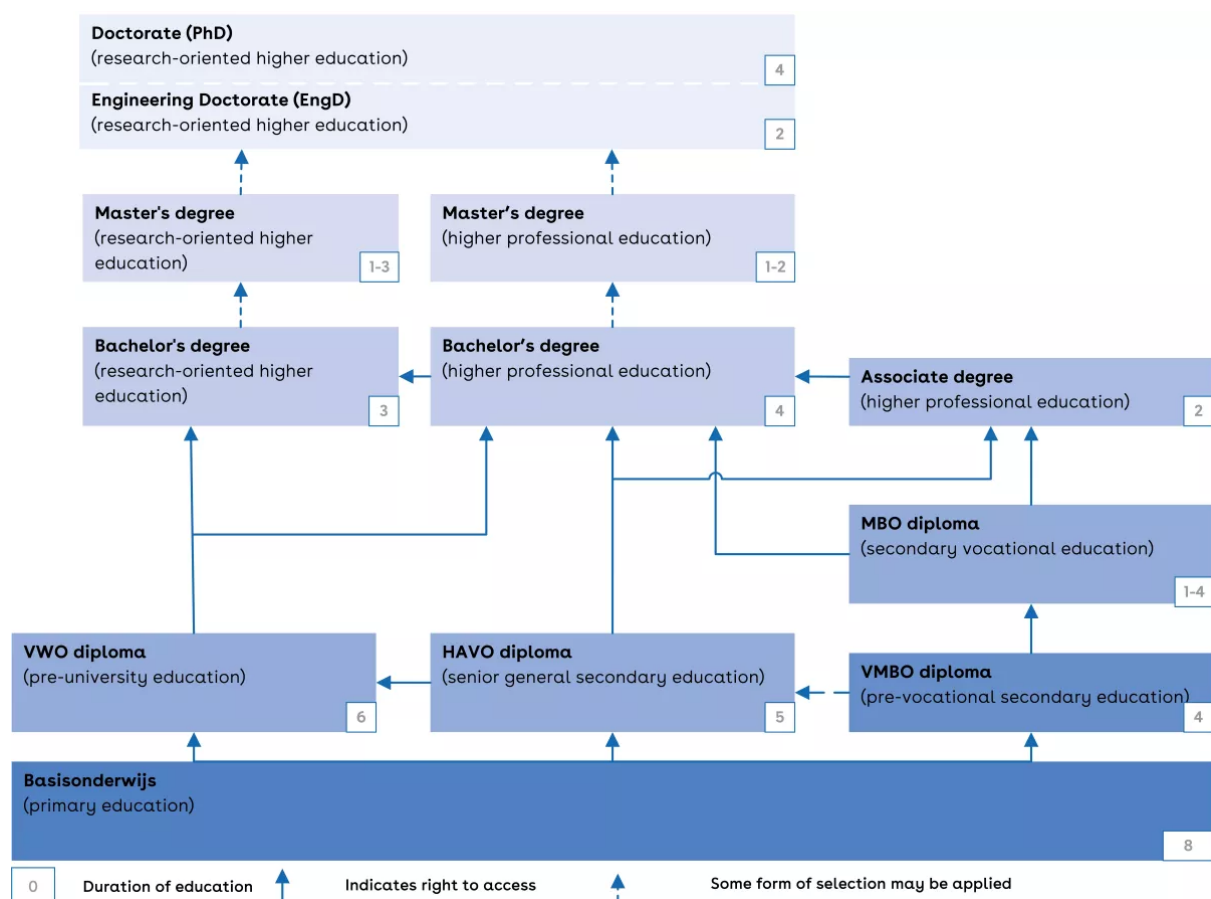 Doctorate (PhD)
(research-oriented higher education)
4
Engineering Doctorate (EngD)
(research-oriented higher education)
2
Master's degree
(research-oriented higher
education)
1-3
Master’s degree
(higher professional education)
1-2
Bachelor's degree
(research-oriented higher
education)
3
Bachelor’s degree
(higher professional education)
4
Associate degree
(higher professional education)
2
MBO diploma
(secondary vocational education)
1-4
VWO diploma
(pre-university education)
6
HAVO diploma
(senior general secondary education)
5
VMBO diploma
(pre-vocational secondary education)
4
Basisonderwijs
(primary education)
8
0 Duration of education Indicates right to access Some form of selection may be applied